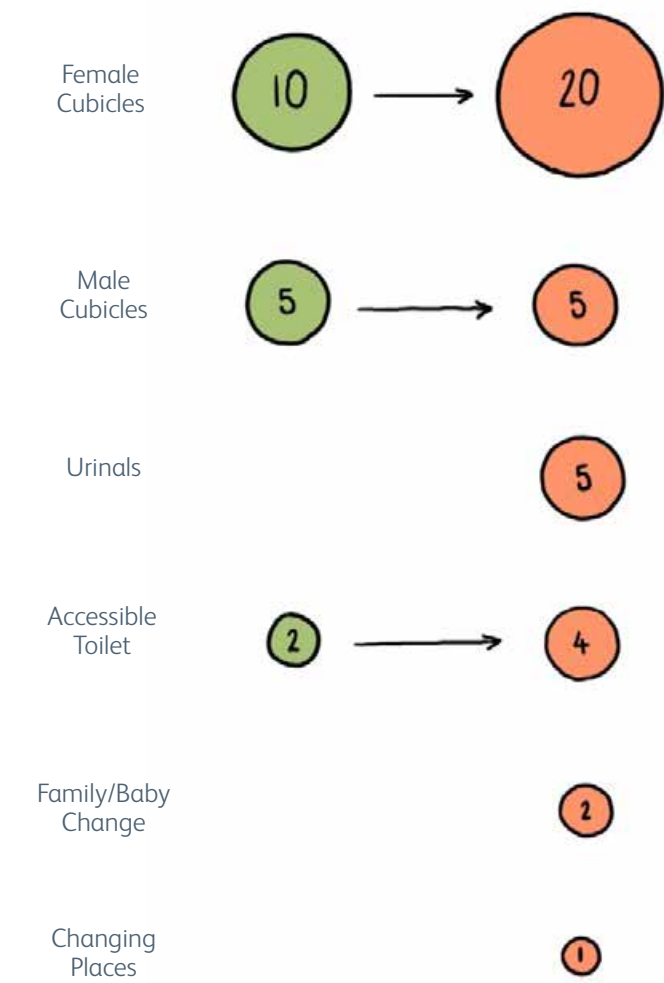 Female
Cubicles
10
20
Male
Cubicles
5
5
Urinals
5
Accessible
Toilet
2
4
Family/Baby
Change
2
Changing
Places
1